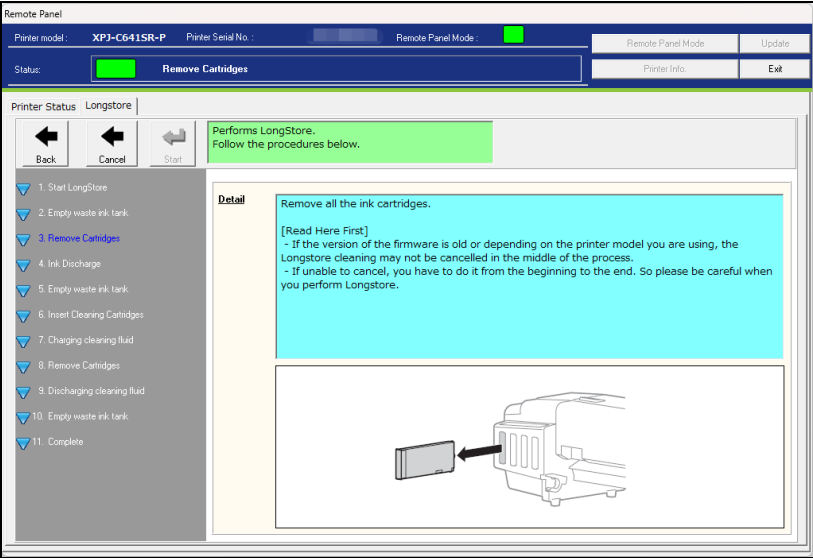 Remote Panel
Printer model : XPJ-C641SR-P Printer Serial No. : Remote Panel Mode :
Remote Panel Mode Update
Status: Remove Cartridges
Printer Info. Exit
Printer Status Longstore
Back Cancel Start
Performs LongStore.
Follow the procedures below.
1. Start LongStore
2. Empty waste ink tank
3. Remove Cartridges
4. Ink Discharge
5. Empty waste ink tank
6. Insert Cleaning Cartridges
7. Charging cleaning fluid
8. Remove Cartridges
9. Discharging cleaning fluid
10. Empty waste ink tank
11. Complete
Detail
Remove all the ink cartridges.
[Read Here First]
- If the version of the firmware is old or depending on the printer model you are using, the
Longstore cleaning may not be cancelled in the middle of the process.
- If unable to cancel, you have to do it from the beginning to the end. So please be careful when
you perform Longstore.